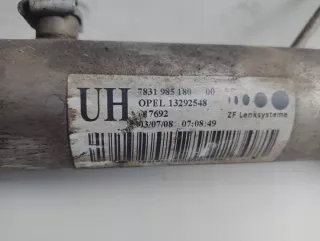 UH
7831 985 180 00
OPEL 13292548
7692
ZF Lenksysteme
03/07/08 07:08:49